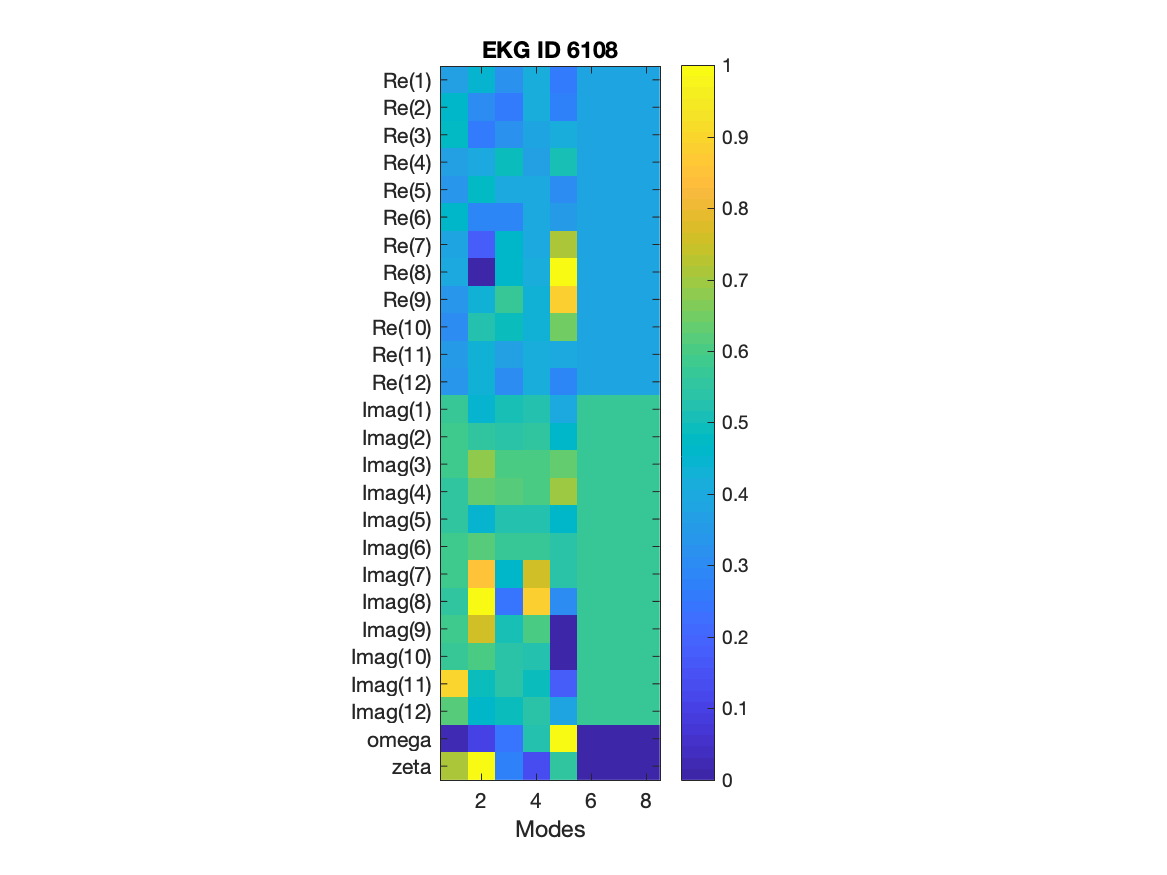 EKG ID 6108
Re(1)
Re(2)
Re(3)
Re(4)
Re(5)
Re(6)
Re(7)
Re(8)
Re(9)
Re(10)
Re(11)
Re(12)
Imag(1)
Imag(2)
Imag(3)
Imag(4)
Imag(5)
Imag(6)
Imag(7)
Imag(8)
Imag(9)
Imag(10)
Imag(11)
Imag(12)
omega
zeta
2 4 6 8
Modes
1
0.9
0.8
0.7
0.6
0.5
0.4
0.3
0.2
0.1
0